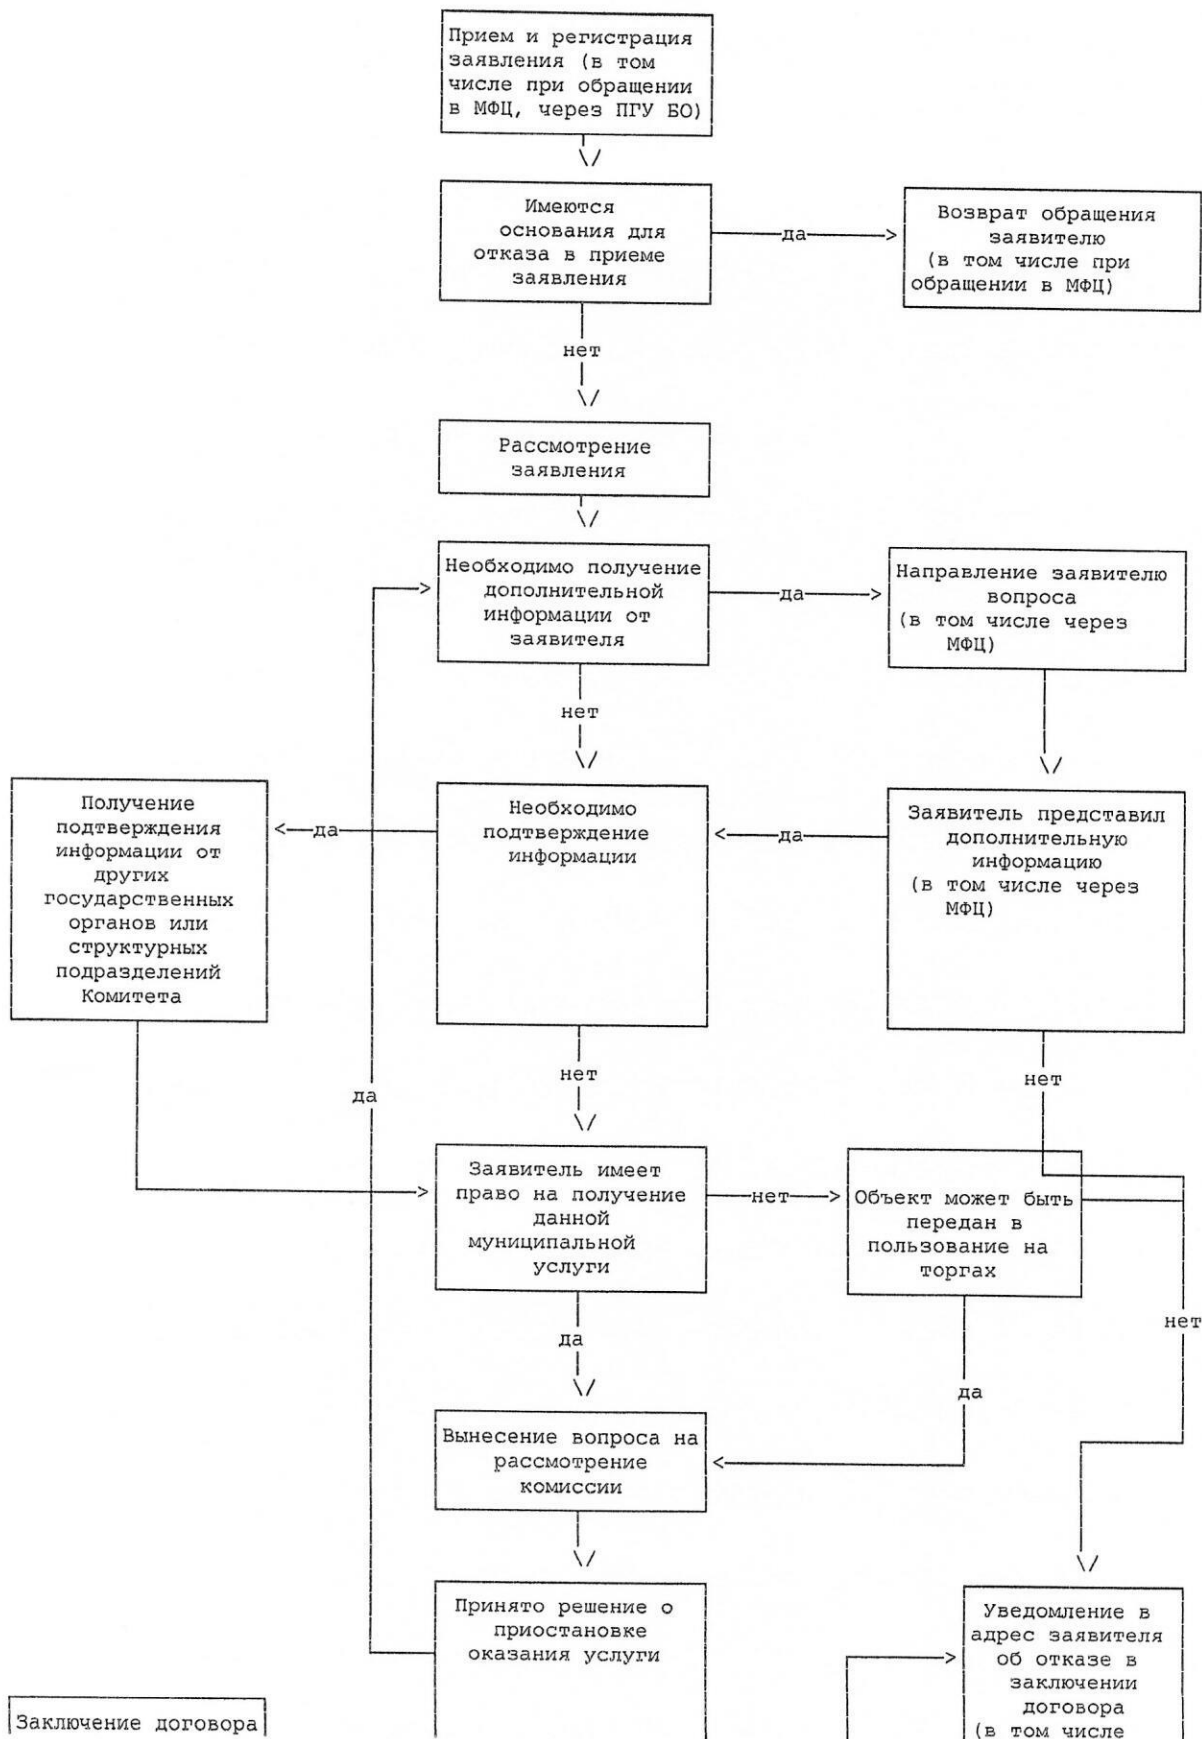 Прием и регистрация
заявления (в том
числе при обращении
в МФЦ, через ПГУ БО)
Имеются
основания для
отказа в приеме
заявления
да
Возврат обращения
заявителю
(в том числе при
обращении в МФЦ)
нет
Рассмотрение
заявления
Необходимо получение
дополнительной
информации от
заявителя
да
Направление заявителю
вопроса
(в том числе через
МФЦ)
нет
Получение
подтверждения
информации от
других
государственных
органов или
структурных
подразделений
Комитета
да
Необходимо
подтверждение
информации
да
Заявитель представил
дополнительную
информацию
(в том числе через
МФЦ)
нет
нет
да
Заявитель имеет
право на получение
данной
муниципальной
услуги
нет
Объект может быть
передан в
пользование на
торгах
нет
да
да
Вынесение вопроса на
рассмотрение
комиссии
Принято решение о
приостановке
оказания услуги
Уведомление в
адрес заявителя
об отказе в
заключении
договора
(в том числе
Заключение договора